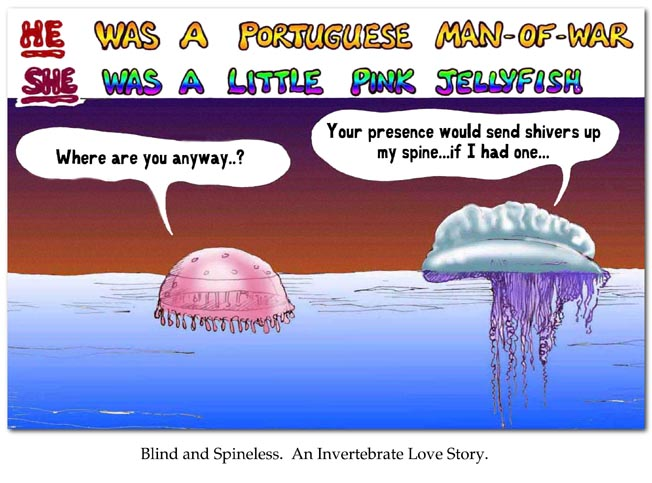 HE WAS A PORTUGUESE MAN-OF-WAR
SHE WAS A LITTLE PINK JELLYFISH
Where are you anyway..?
Your presence would send shivers up
my spine...if I had one...
Blind and Spineless. An Invertebrate Love Story.